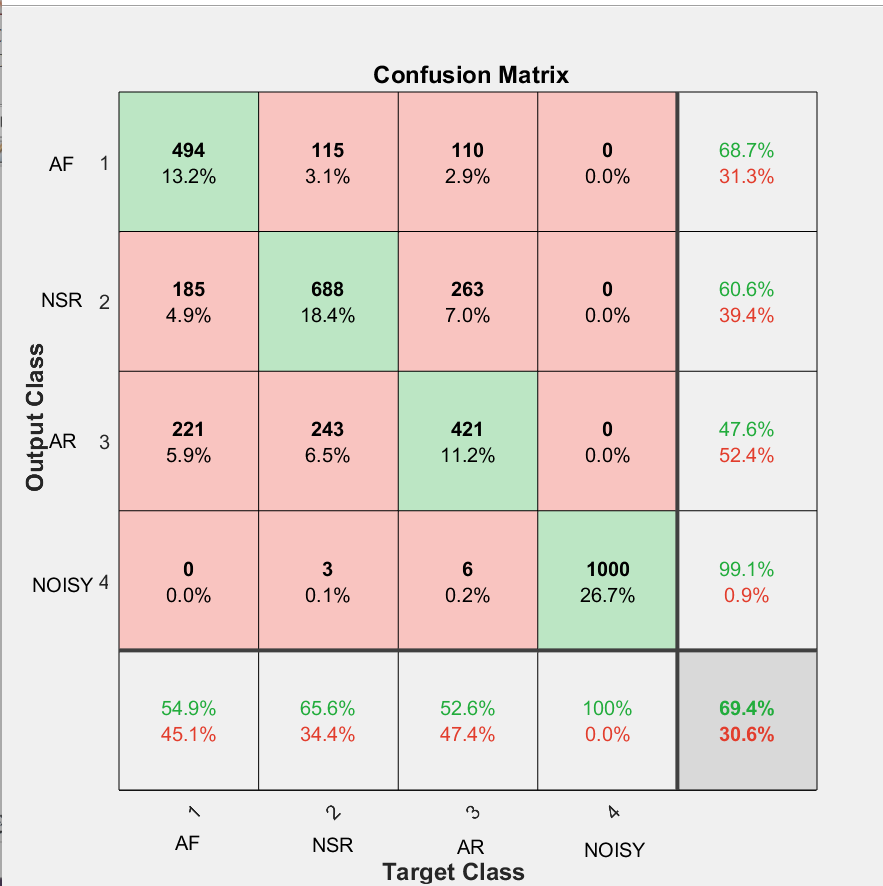 Confusion Matrix
494 115 110 0 68.7%
AF 1 13.2% 3.1% 2.9% 0.0% 31.3%
185 688 263 0 60.6%
NSR 2 4.9% 18.4% 7.0% 0.0% 39.4%
Output Class
221 243 421 0 47.6%
AR 3 5.9% 6.5% 11.2% 0.0% 52.4%
0 3 6 1000 99.1%
NOISY 4 0.0% 0.1% 0.2% 26.7% 0.9%
54.9% 65.6% 52.6% 100% 69.4%
45.1% 34.4% 47.4% 0.0% 30.6%
1 2 3 4
AF NSR AR NOISY
Target Class